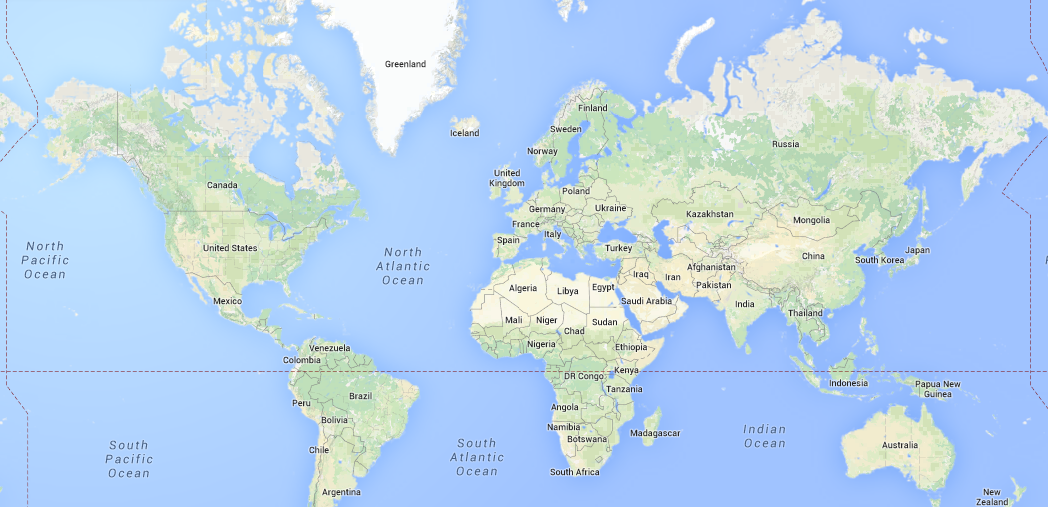 Greenland
Iceland
Finland
Sweden
Norway
Russia
United
Kingdom
Poland
Canada
Germany
Ukraine
Kazakhstan
Mongolia
France
Italy
Spain
Turkey
United States
Japan
China
South Korea
North
Pacific
Ocean
North
Atlantic
Ocean
Iraq
Iran
Afghanistan
Pakistan
Algeria
Libya
Egypt
Saudi Arabia
India
Mexico
Mali
Niger
Chad
Sudan
Thailand
Nigeria
Ethiopia
Venezuela
Colombia
Kenya
DR Congo
Tanzania
Indonesia
Papua New
Guinea
Brazil
Peru
Angola
Bolivia
Namibia
Botswana
Madagascar
Indian
Ocean
Australia
Chile
South
Pacific
Ocean
South
Atlantic
Ocean
South Africa
Argentina
New
Zealand